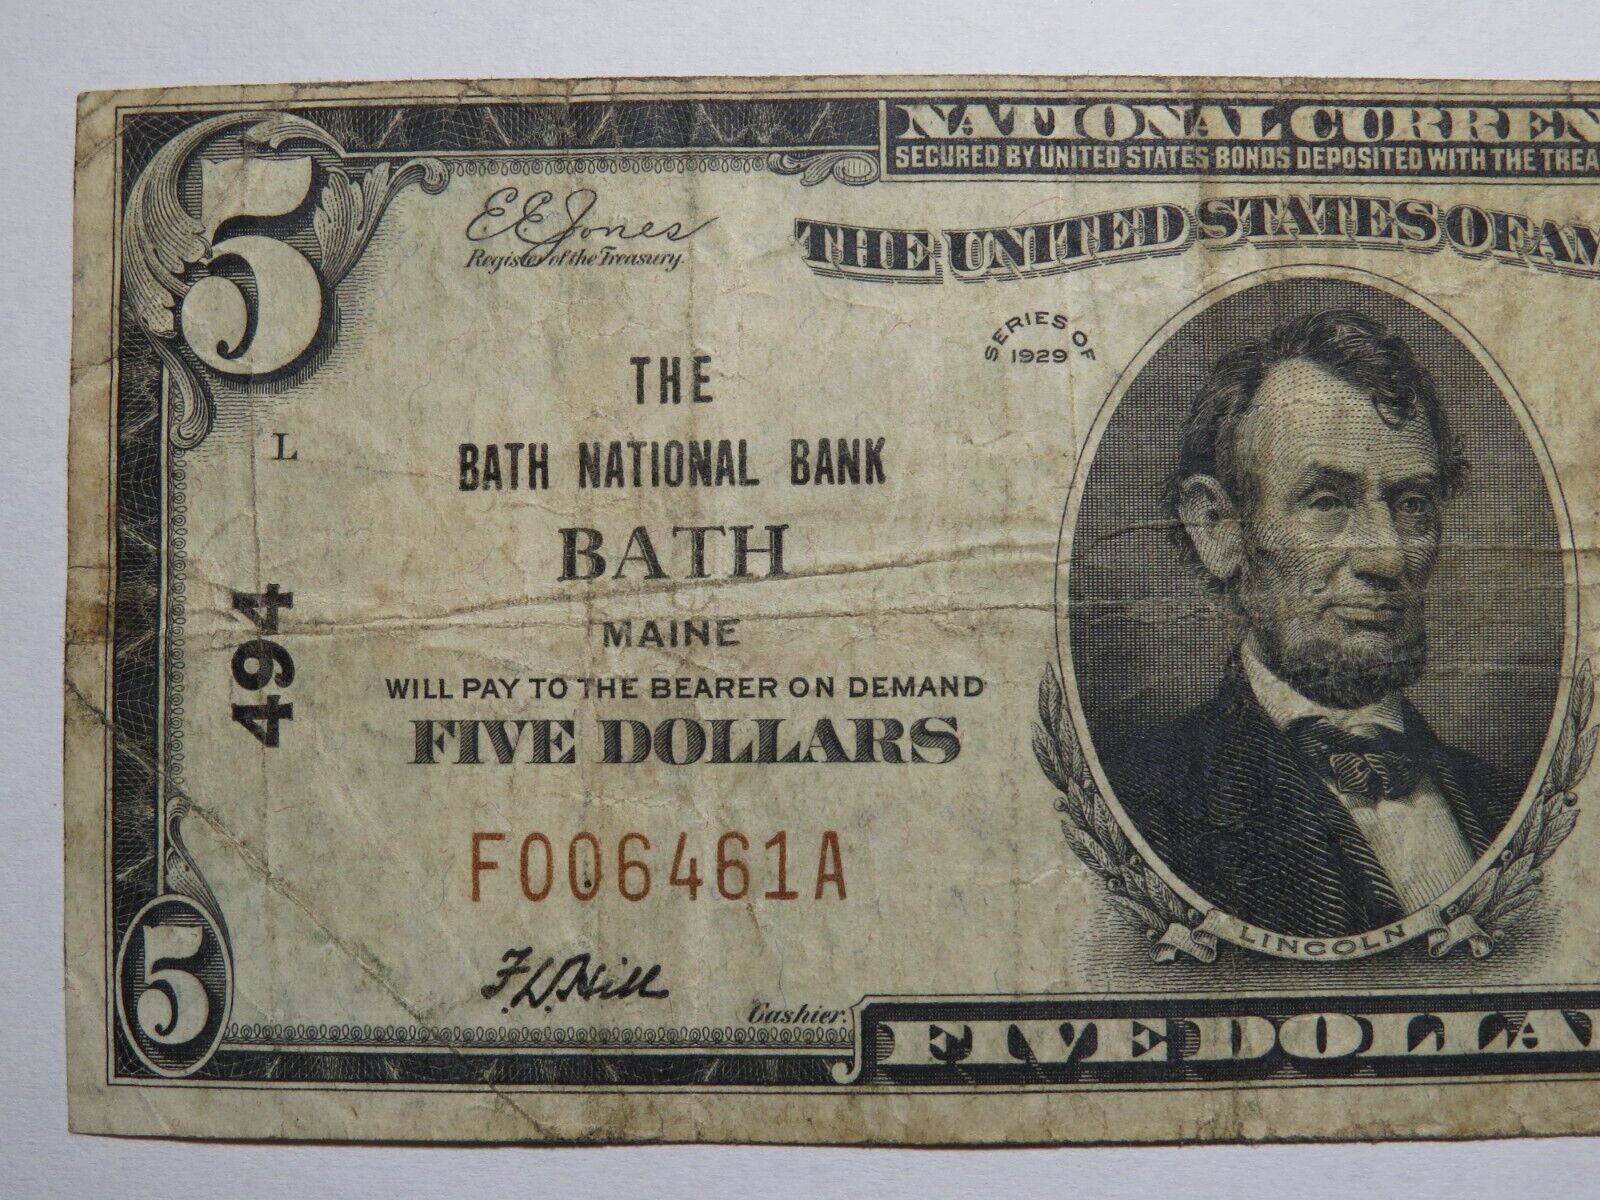 5
NATIONAL CURREN
SECURED BY UNITED STATES BONDS DEPOSITED WITH THE TREA
E.E. Jones
Register of the Treasury.
THE UNITED STATES OF AM
SERIES OF
1929
THE
L
BATH NATIONAL BANK
BATH
494
MAINE
WILL PAY TO THE BEARER ON DEMAND
FIVE DOLLARS
F006461A
LINCOLN
5
F.D. Hill
Cashier.
FIVE DOLLA